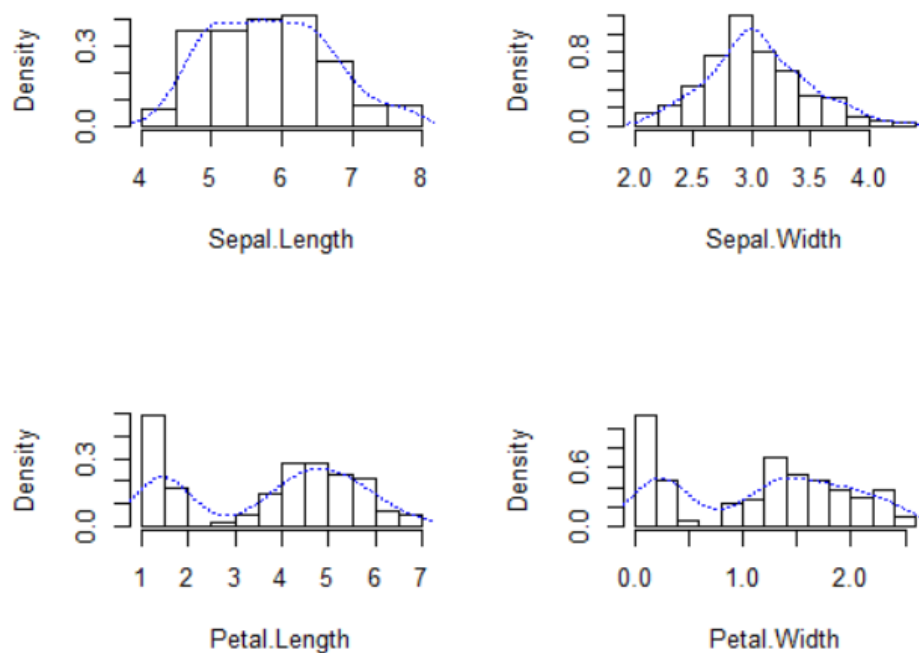 Density
0.0 0.3
4 5 6 7 8
Sepal.Length
Density
0.0 0.8
2.0 2.5 3.0 3.5 4.0
Sepal.Width
Density
0.0 0.3
1 2 3 4 5 6 7
Petal.Length
Density
0.0 0.6
0.0 1.0 2.0
Petal.Width